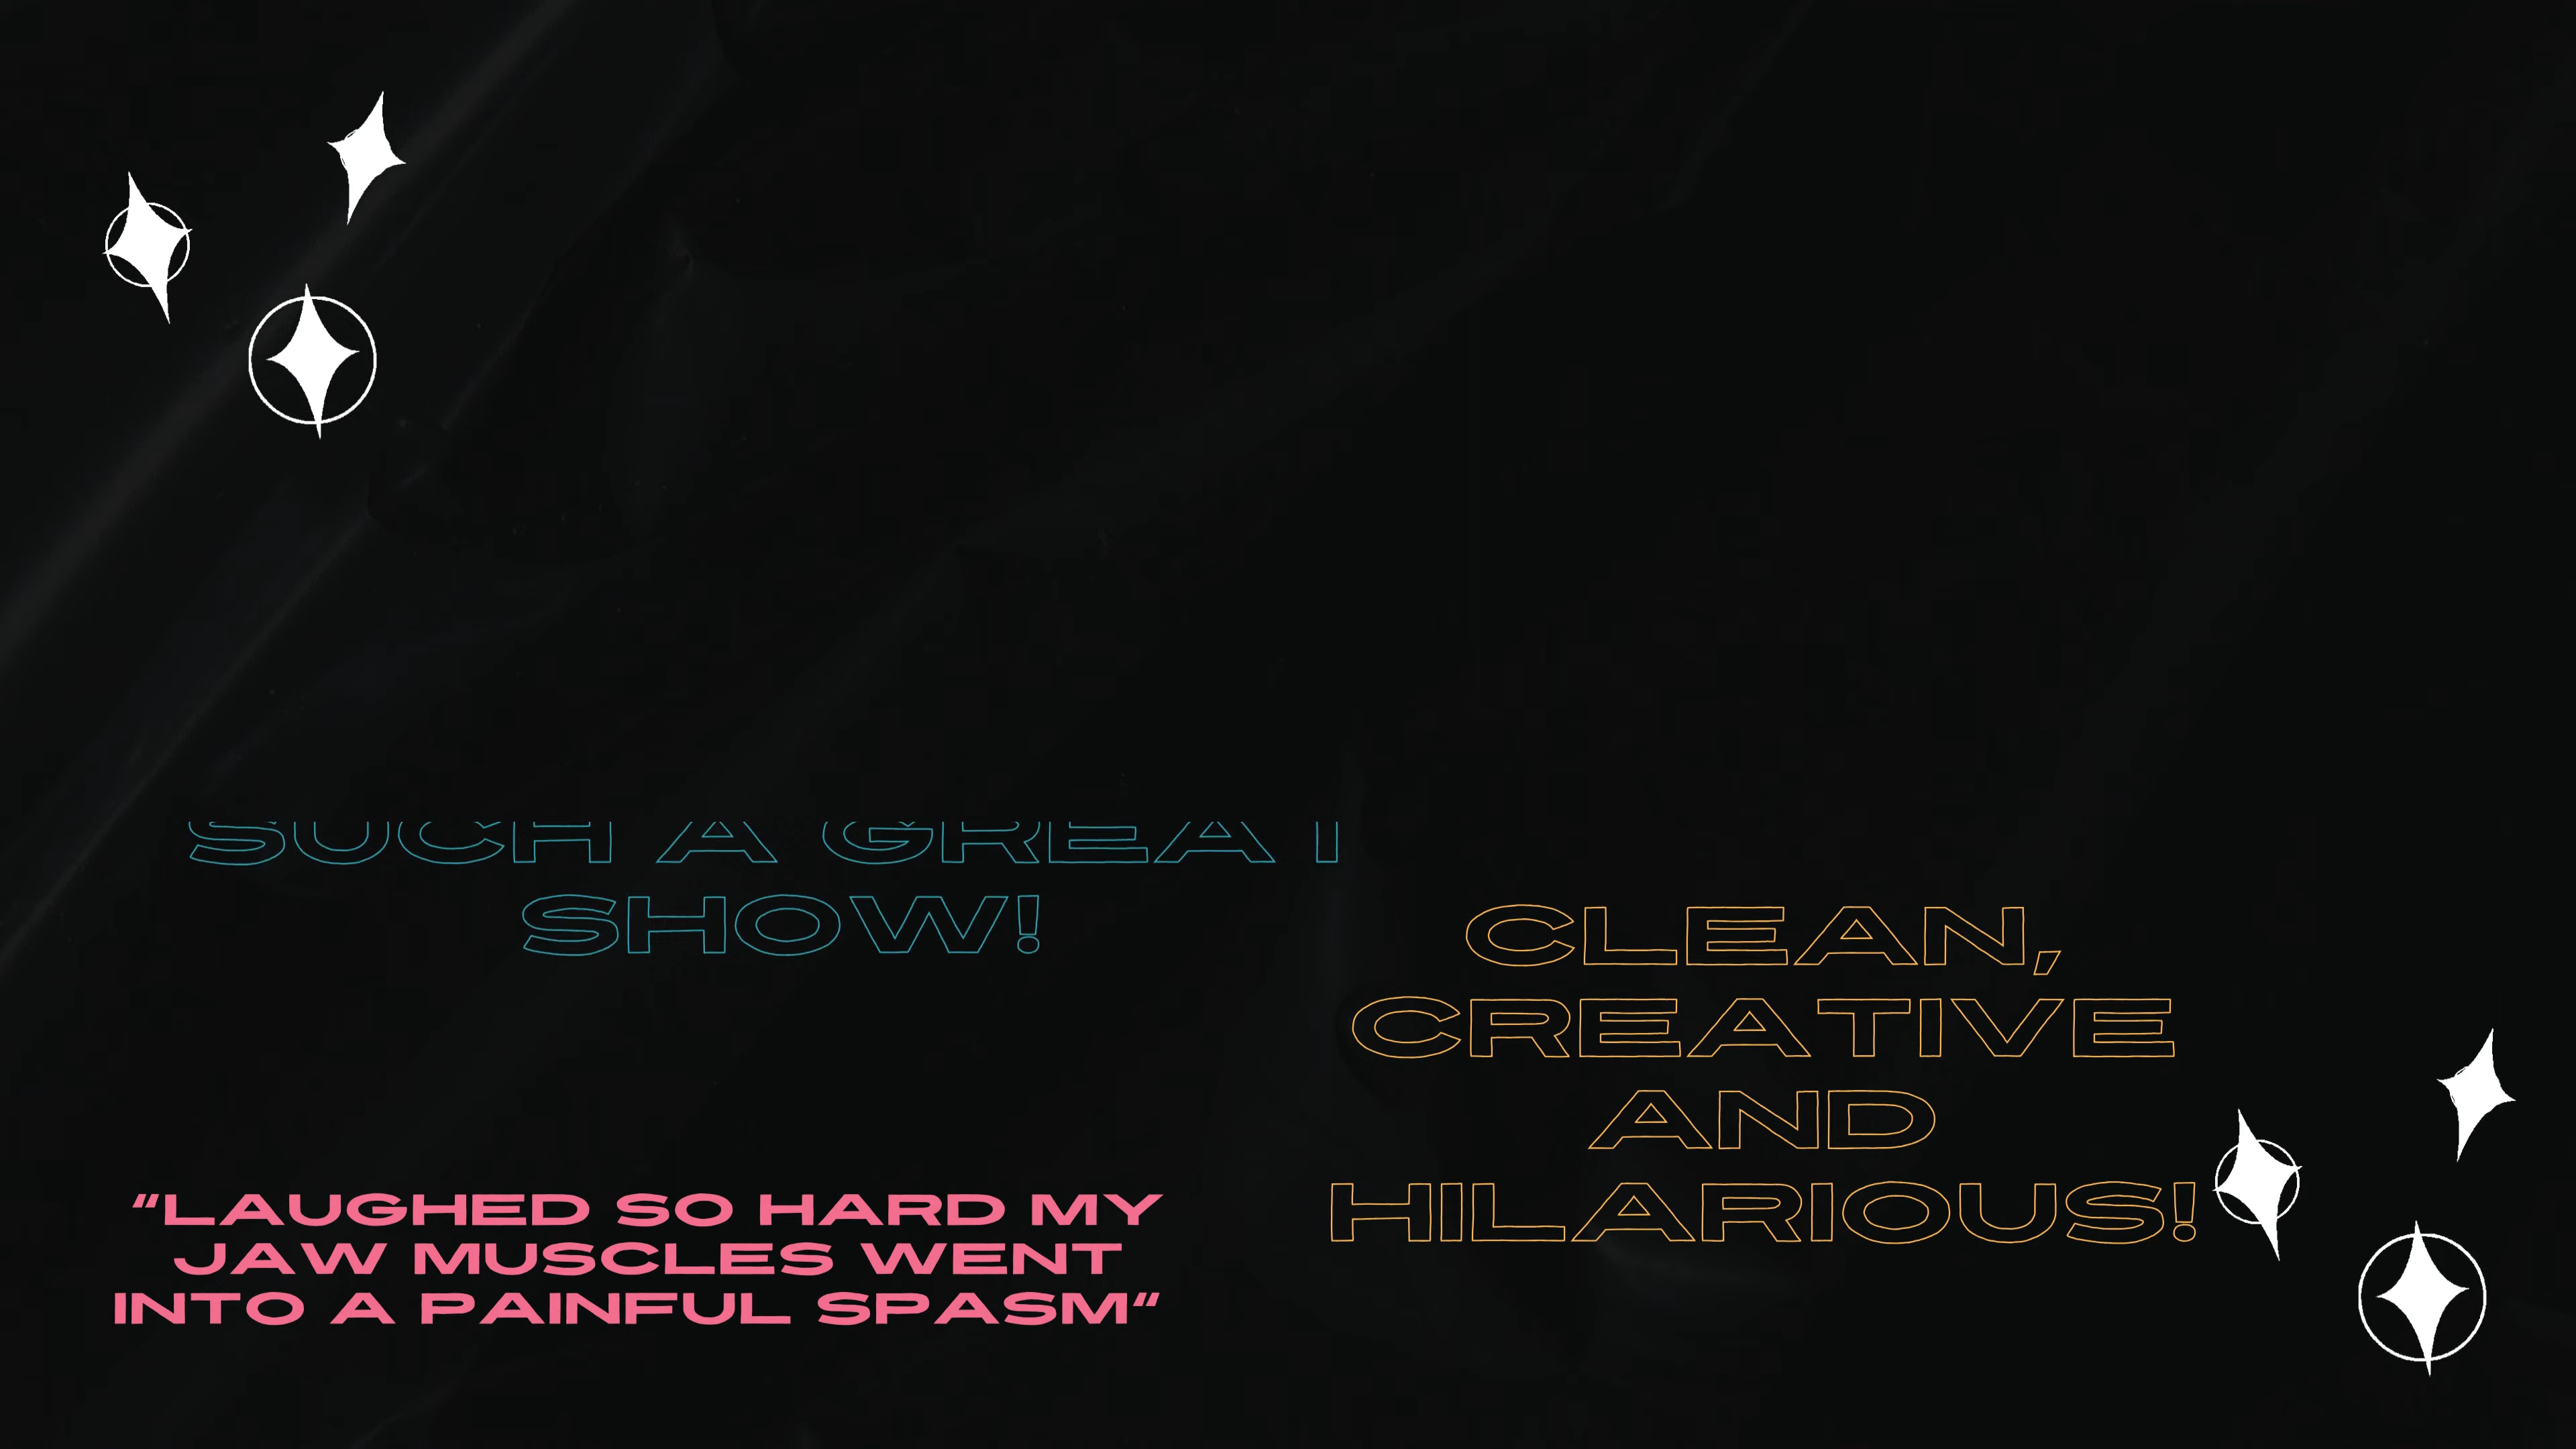 SUCH A GREAT
SHOW!
“LAUGHED SO HARD MY
JAW MUSCLES WENT
INTO A PAINFUL SPASM“
CLEAN,
CREATIVE
AND
HILARIOUS!